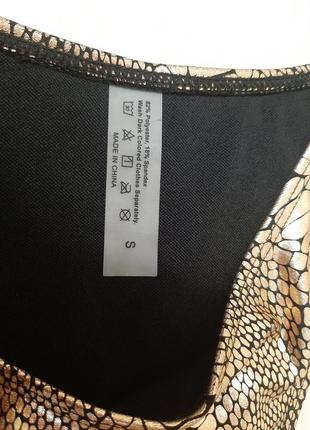 82% Polyester, 18% Spandex
Wash Dark Colored Clothes Separately.
MADE IN CHINA
S